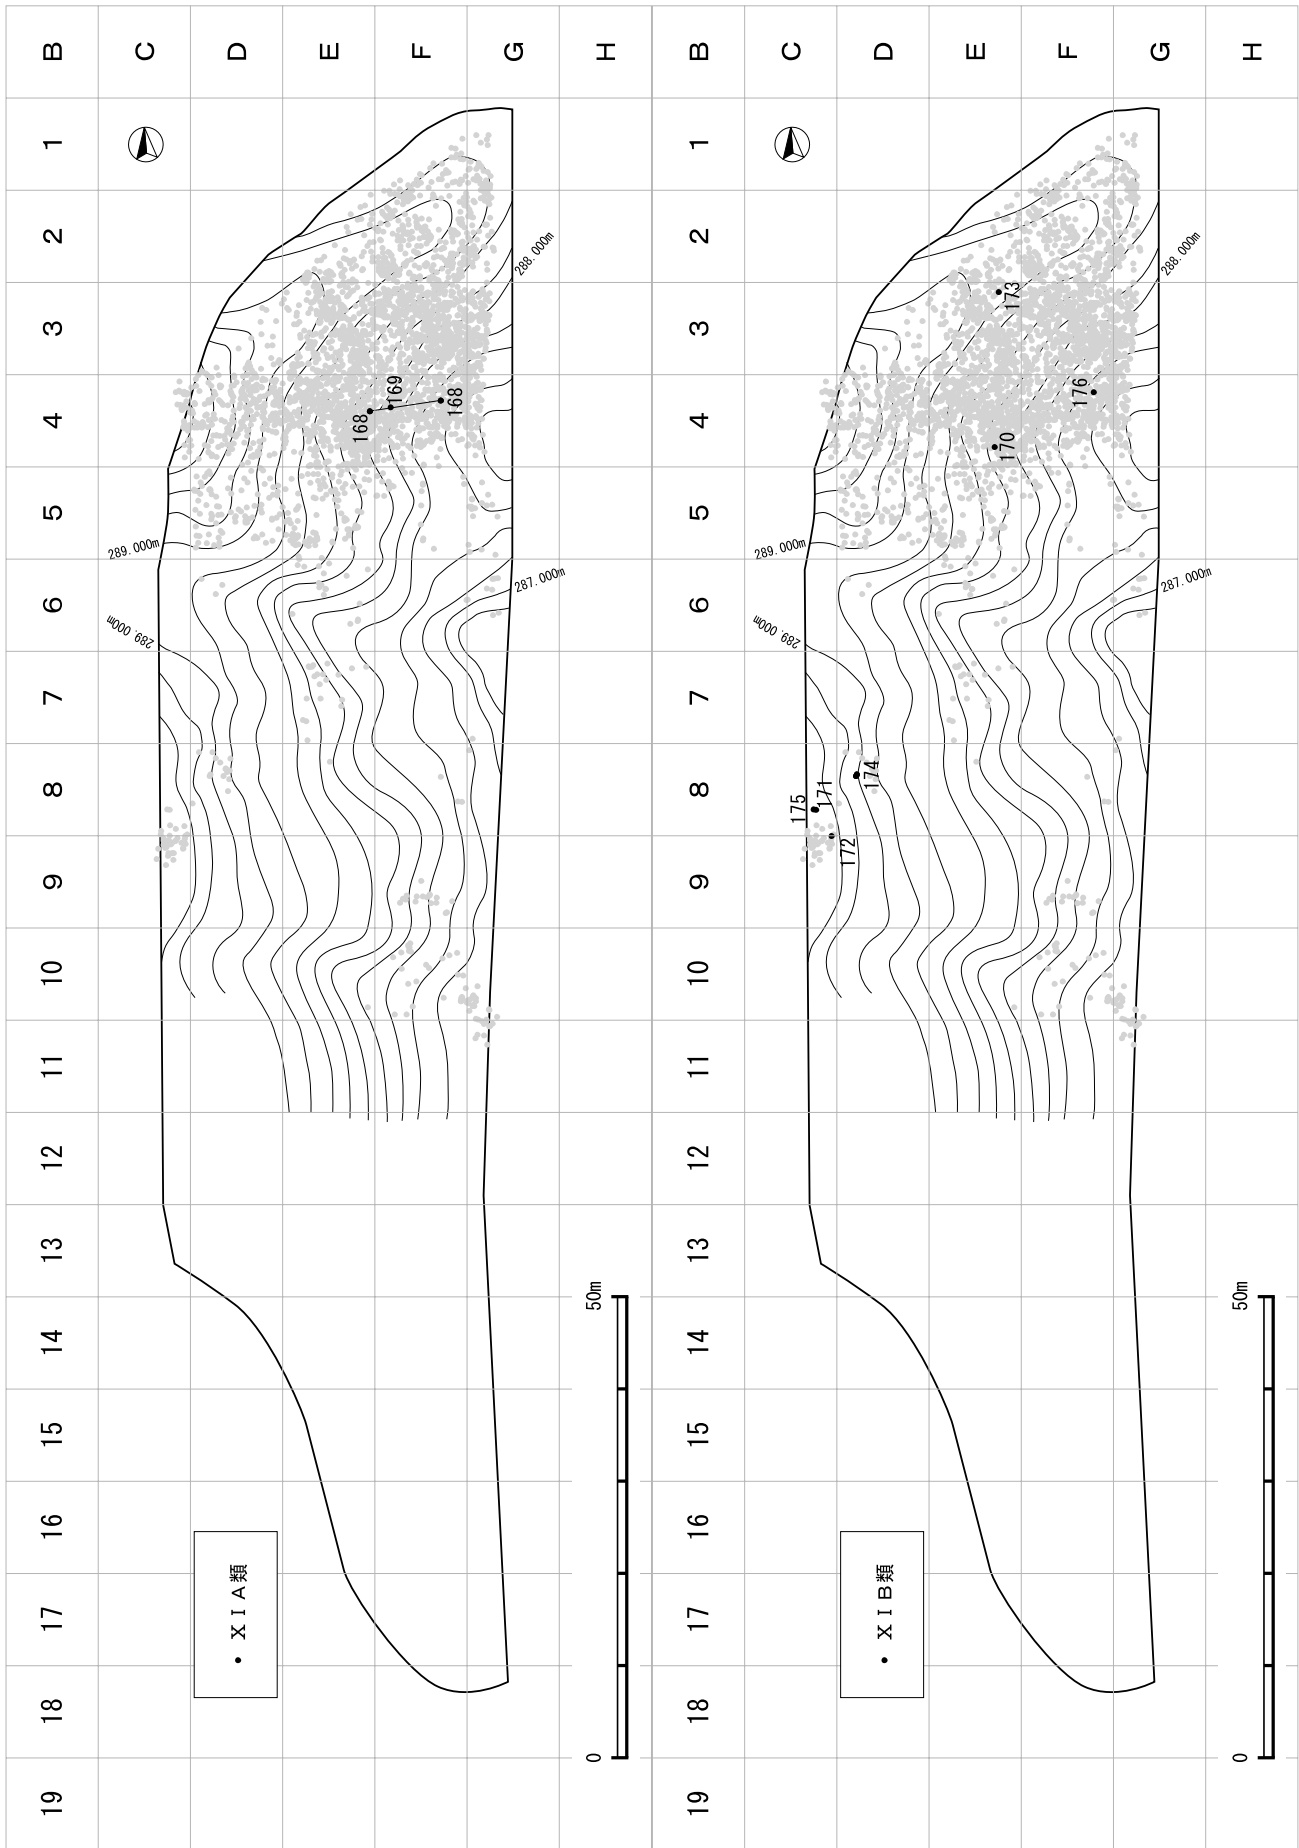 B
C
D
E
F
G
H
1
2
3
4
5
6
7
8
9
10
11
12
13
14
15
16
17
18
19
288.000m
289.000m
287.000m
289.000m
168
169
168
ⅩⅠA類
0
50m
B
C
D
E
F
G
H
1
2
3
4
5
6
7
8
9
10
11
12
13
14
15
16
17
18
19
288.000m
289.000m
287.000m
289.000m
173
176
170
174
171
175
172
ⅩⅠB類
0
50m